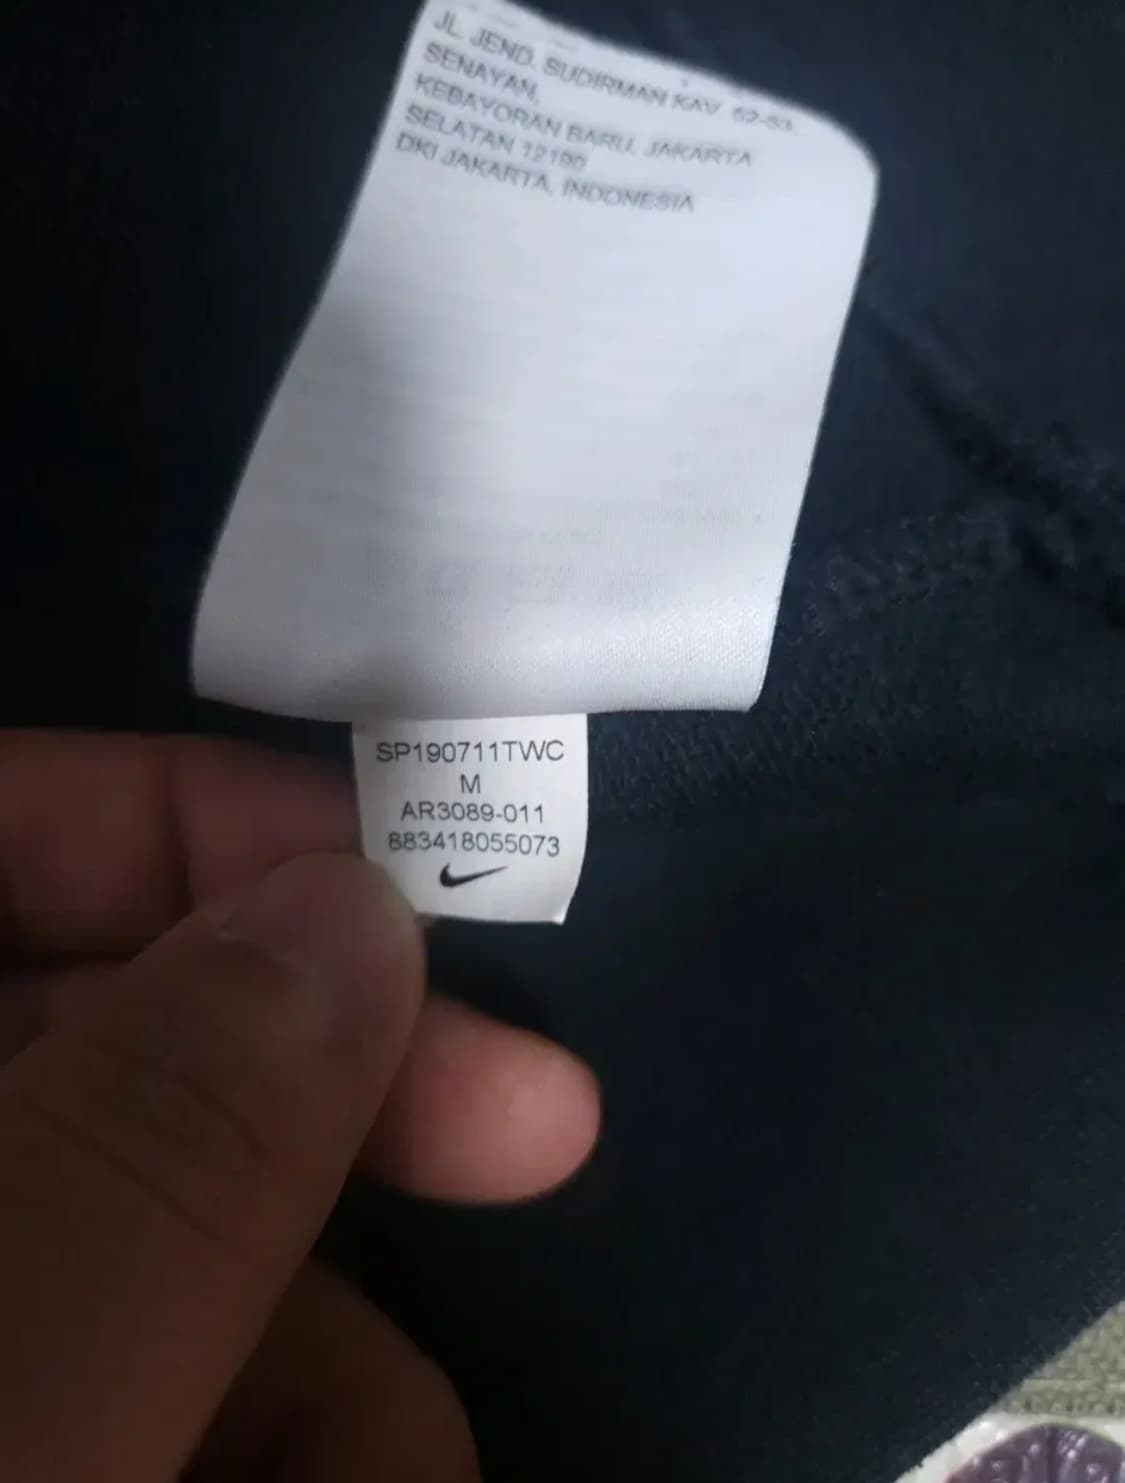 JL. JEND. SUDIRMAN KAV. 52-53
SENAYAN,
KEBAYORAN BARU, JAKARTA
SELATAN 12190
DKI JAKARTA, INDONESIA
SP190711TWC
M
AR3089-011
883418055073